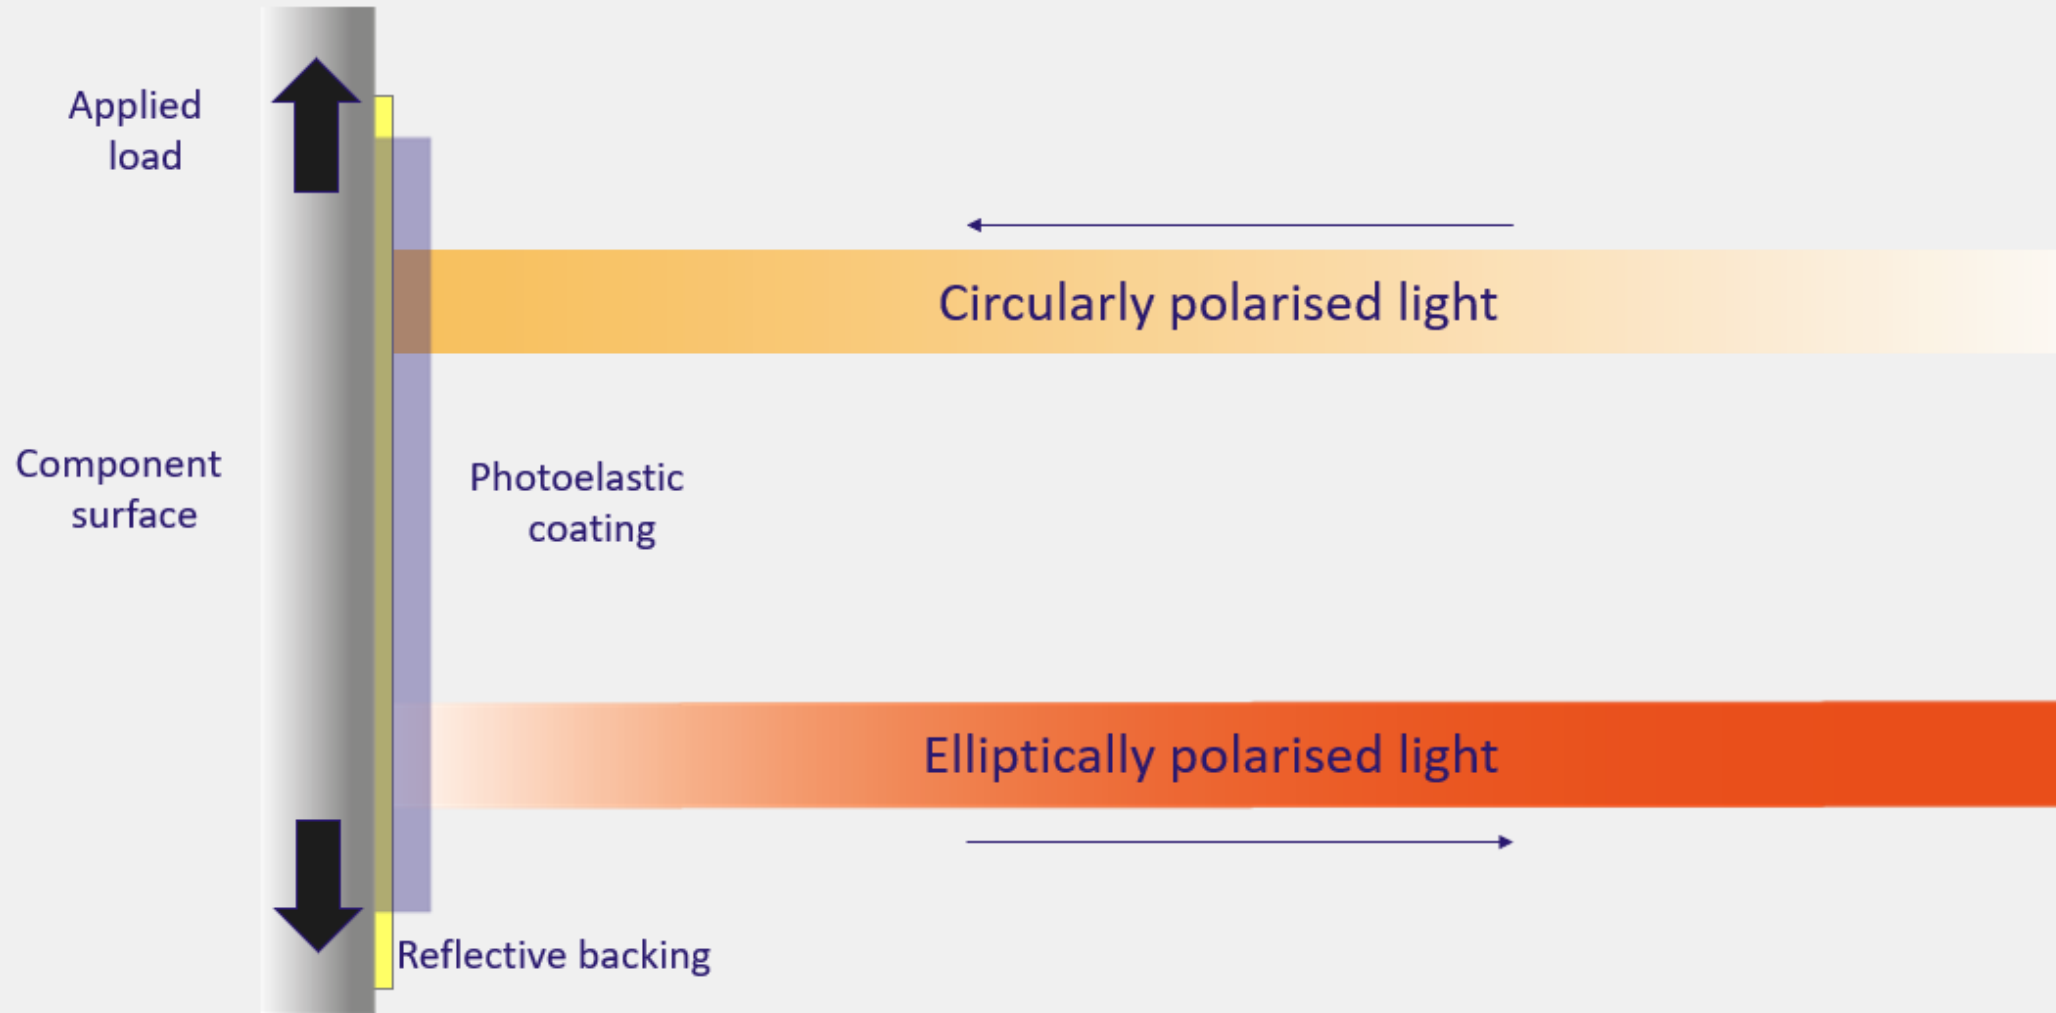 Applied
load
Circularly polarised light
Component
surface
Photoelastic
coating
Elliptically polarised light
Reflective backing